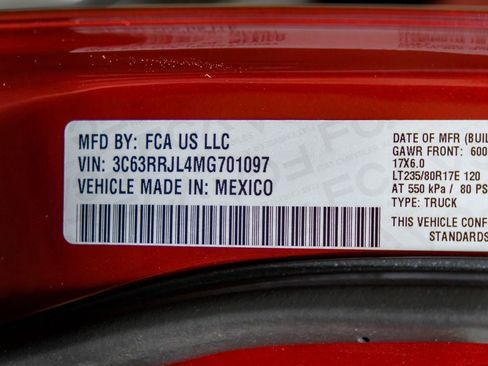 MFD BY: FCA US LLC
VIN: 3C63RRJL4MG701097
VEHICLE MADE IN: MEXICO
DATE OF MFR (BUIL
GAWR FRONT: 600
17X6.0
LT235/80R17E 120
AT 550 kPa / 80 PS
TYPE: TRUCK
THIS VEHICLE CONF
STANDARDS